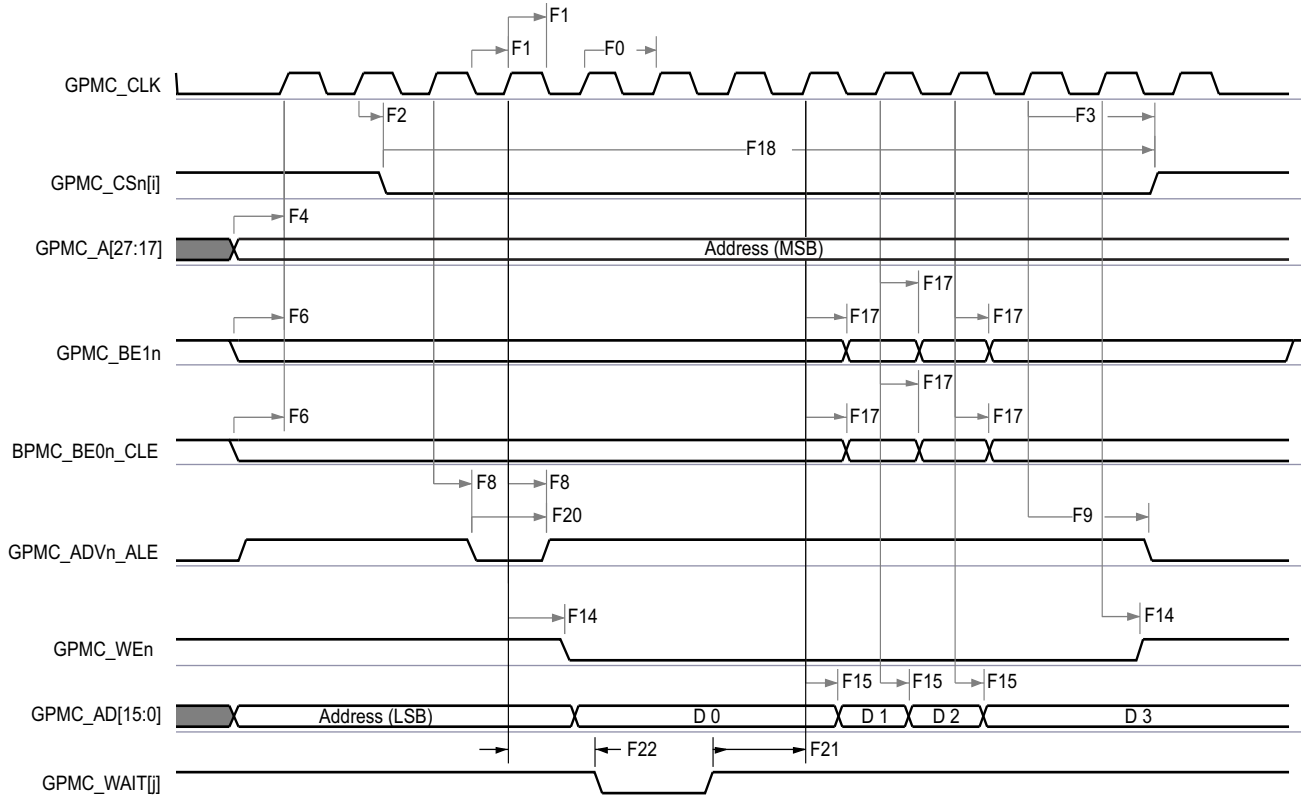 F1
F1 F0
GPMC_CLK
F2 F3
F18
GPMC_CSn[i]
F4
GPMC_A[27:17] Address (MSB)
F17
F6 F17 F17
GPMC_BE1n
F17
F6 F17 F17
BPMC_BE0n_CLE
F8 F8
F20 F9
GPMC_ADVn_ALE
F14 F14
GPMC_WEn
F15 F15 F15
GPMC_AD[15:0] Address (LSB) D 0 D 1 D 2 D 3
F22 F21
GPMC_WAIT[j]